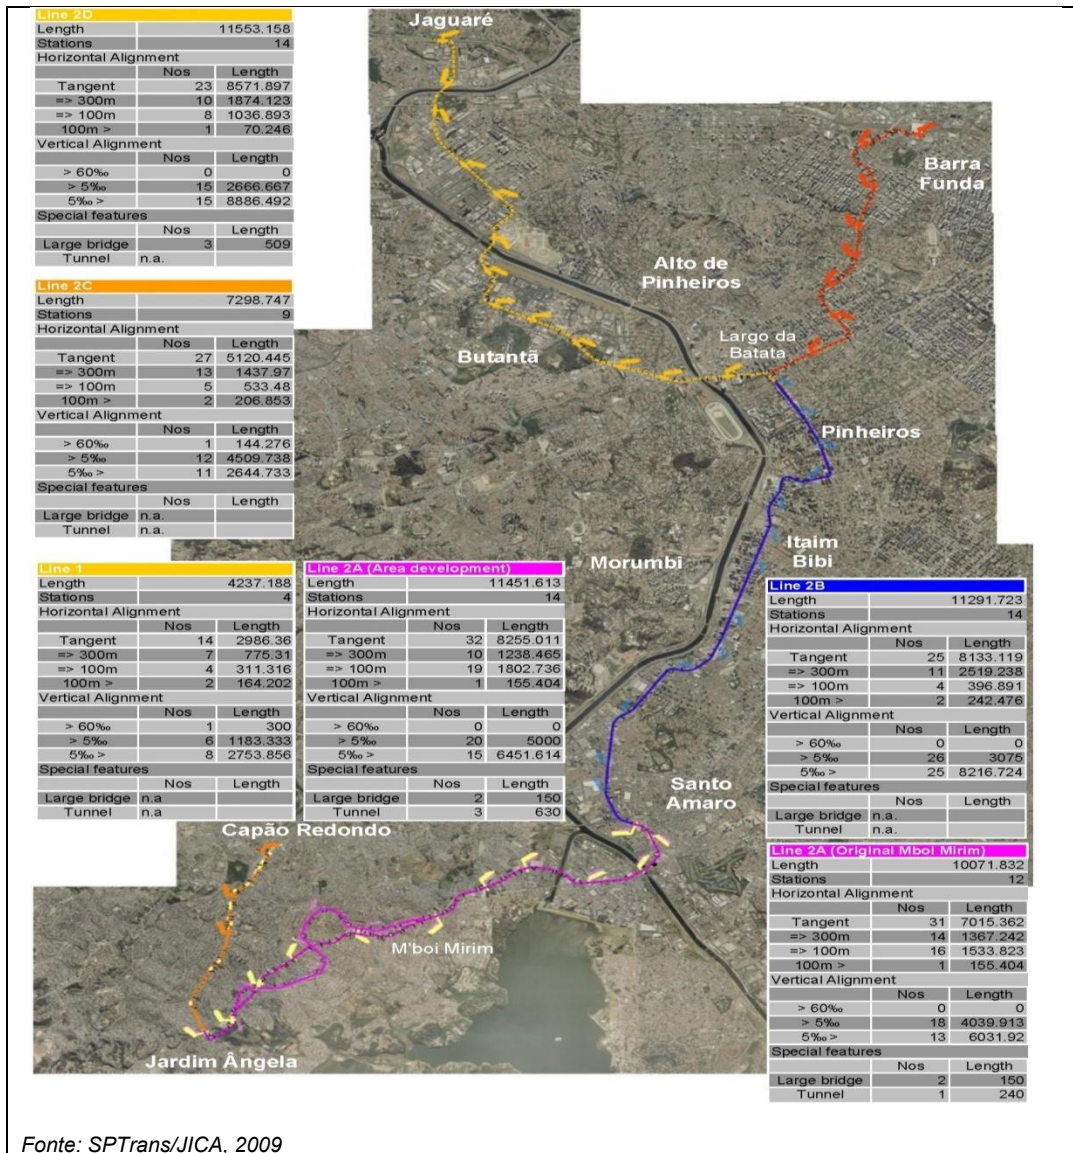 Line 2D
Length 11553.158
Stations 14
Horizontal Alignment
Nos Length
Tangent 23 8571.897
=> 300m 10 1874.123
=> 100m 8 1036.893
100m > 1 70.246
Vertical Alignment
Nos Length
> 60‰ 0 0
> 5‰ 15 2666.667
5‰ > 15 8886.492
Special features
Nos Length
Large bridge 3 509
Tunnel n.a.
Line 2C
Length 7298.747
Stations 9
Horizontal Alignment
Nos Length
Tangent 27 5120.445
=> 300m 13 1437.97
=> 100m 5 533.48
100m > 2 206.853
Vertical Alignment
Nos Length
> 60‰ 1 144.276
> 5‰ 12 4509.738
5‰ > 11 2644.733
Special features
Nos Length
Large bridge n.a.
Tunnel n.a.
Jaguaré
Barra
Funda
Alto de
Pinheiros
Largo da
Batata
Butantã
Pinheiros
Itaim
Bibi
Morumbi
Line 1
Length 4237.188
Stations 4
Horizontal Alignment
Nos Length
Tangent 14 2986.36
=> 300m 7 775.31
=> 100m 4 311.316
100m > 2 164.202
Vertical Alignment
Nos Length
> 60‰ 1 300
> 5‰ 6 1183.333
5‰ > 8 2753.856
Special features
Nos Length
Large bridge n.a
Tunnel n.a
Line 2A (Area development)
Length 11451.613
Stations 14
Horizontal Alignment
Nos Length
Tangent 32 8255.011
=> 300m 10 1238.465
=> 100m 19 1802.736
100m > 1 155.404
Vertical Alignment
Nos Length
> 60‰ 0 0
> 5‰ 20 5000
5‰ > 15 6451.614
Special features
Nos Length
Large bridge 2 150
Tunnel 3 630
Line 2B
Length 11291.723
Stations 14
Horizontal Alignment
Nos Length
Tangent 25 8133.119
=> 300m 11 2519.238
=> 100m 4 396.891
100m > 2 242.476
Vertical Alignment
Nos Length
> 60‰ 0 0
> 5‰ 26 3075
5‰ > 25 8216.724
Special features
Nos Length
Large bridge n.a.
Tunnel n.a.
Santo
Amaro
Capão Redondo
M'boi Mirim
Jardim Ângela
Line 2A (Original Mboi Mirim)
Length 10071.832
Stations 12
Horizontal Alignment
Nos Length
Tangent 31 7015.362
=> 300m 14 1367.242
=> 100m 16 1533.823
100m > 1 155.404
Vertical Alignment
Nos Length
> 60‰ 0 0
> 5‰ 18 4039.913
5‰ > 13 6031.92
Special features
Nos Length
Large bridge 2 150
Tunnel 1 240
Fonte: SPTrans/JICA, 2009